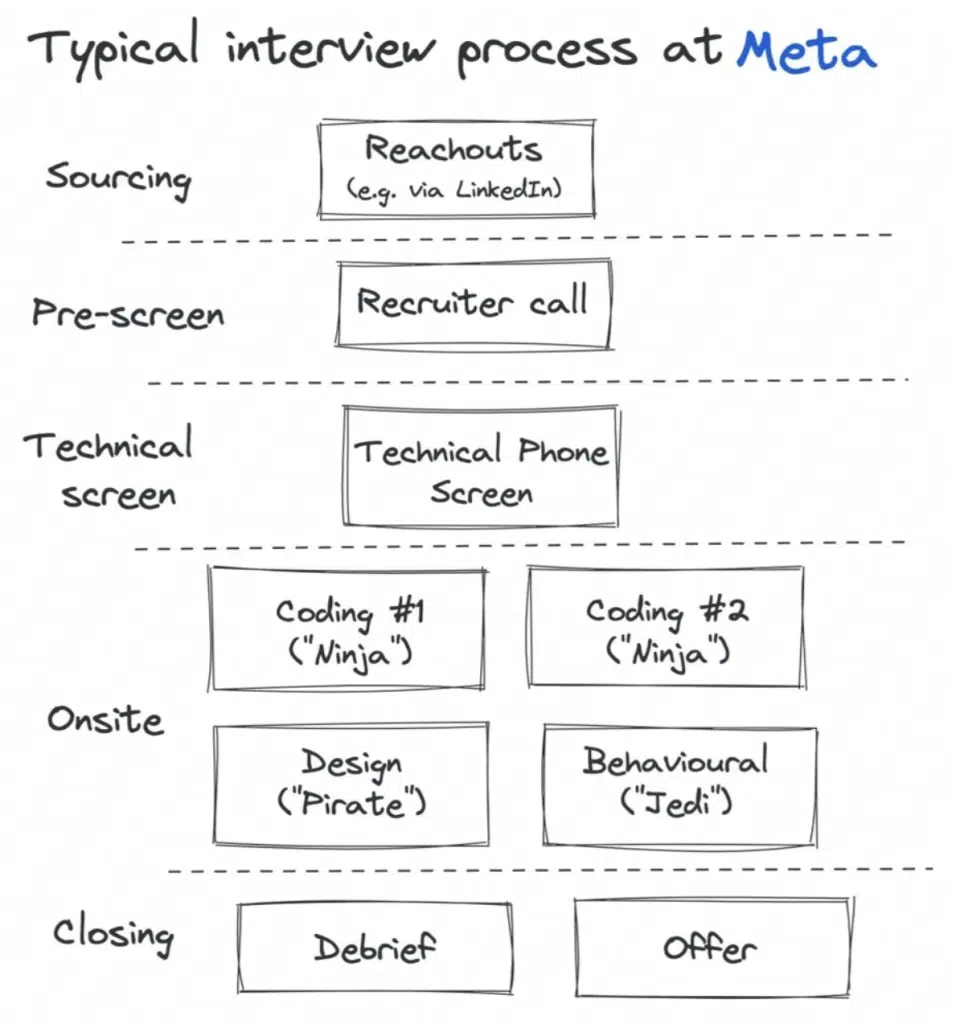 Typical interview process at Meta
Sourcing
Reachouts
(e.g. via LinkedIn)
Pre-screen
Recruiter call
Technical
screen
Technical Phone
Screen
Onsite
Coding #1
("Ninja")
Coding #2
("Ninja")
Design
("Pirate")
Behavioural
("Jedi")
Closing
Debrief
Offer